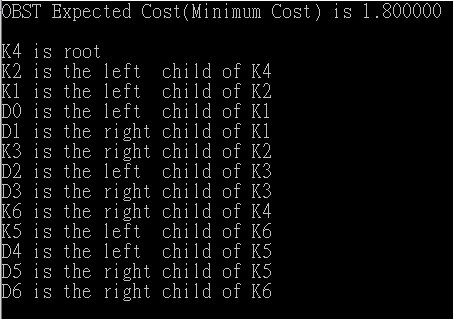 OBST Expected Cost(Minimum Cost) is 1.800000
K4 is root
K2 is the left  child of K4
K1 is the left  child of K2
D0 is the left  child of K1
D1 is the right child of K1
K3 is the right child of K2
D2 is the left  child of K3
D3 is the right child of K3
K6 is the right child of K4
K5 is the left  child of K6
D4 is the left  child of K5
D5 is the right child of K5
D6 is the right child of K6